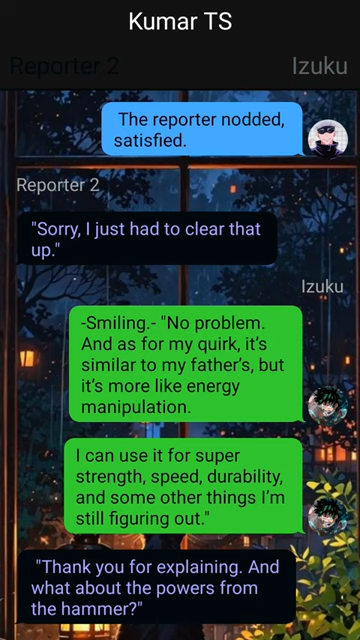 Kumar TS
Reporter 2
Izuku
The reporter nodded,
satisfied.
Reporter 2
"Sorry, I just had to clear that
up."
Izuku
-Smiling.- "No problem.
And as for my quirk, it’s
similar to my father’s, but
it’s more like energy
manipulation.
I can use it for super
strength, speed, durability,
and some other things I’m
still figuring out."
"Thank you for explaining. And
what about the powers from
the hammer?"